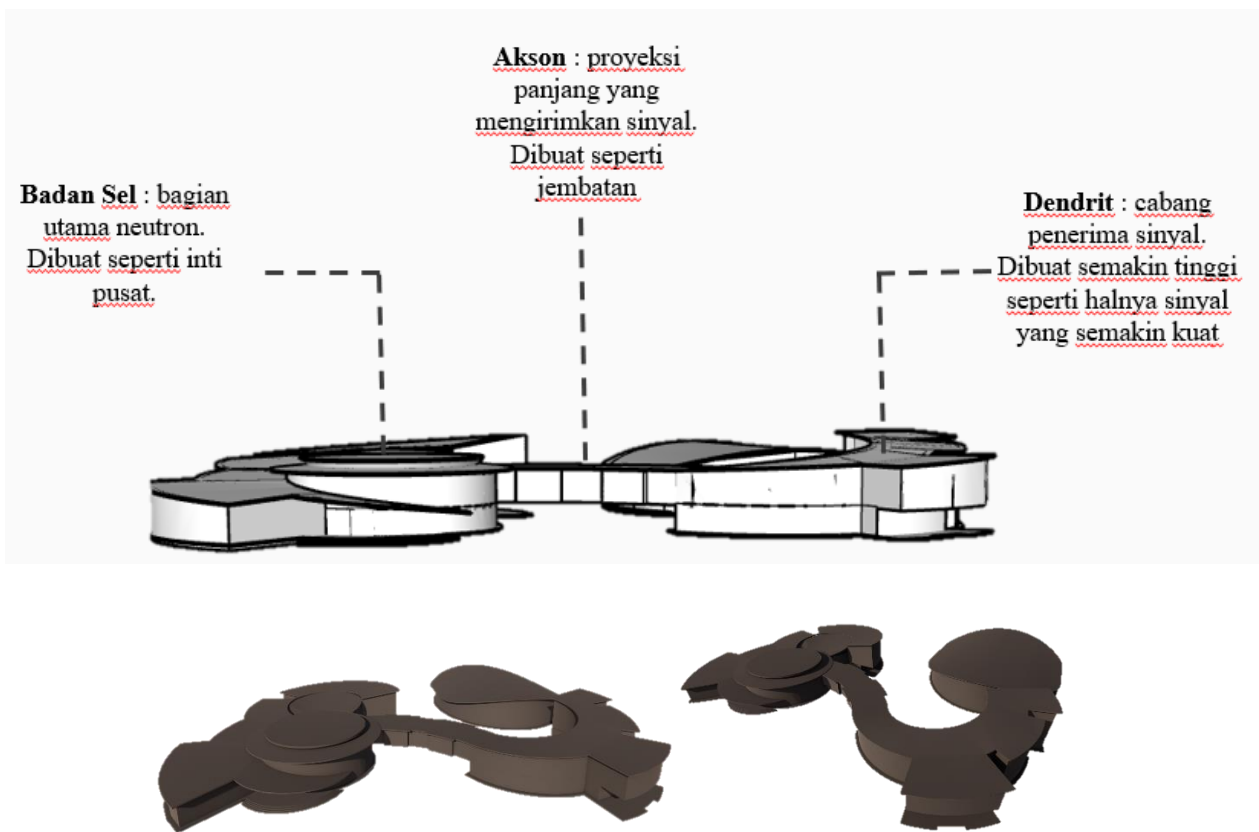 Akson : proyeksi
panjang yang
mengirimkan sinyal.
Dibuat seperti
jembatan
Badan Sel : bagian
utama neutron.
Dibuat seperti inti
pusat.
Dendrit : cabang
penerima sinyal.
Dibuat semakin tinggi
seperti halnya sinyal
yang semakin kuat